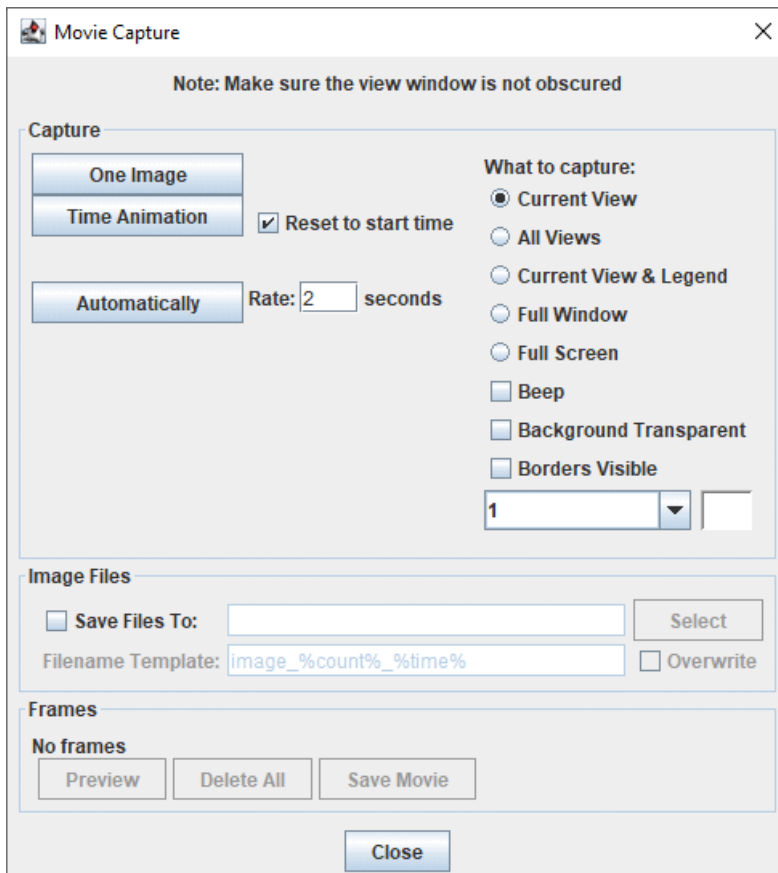 Movie Capture
Note: Make sure the view window is not obscured
Capture
One Image
Time Animation
Reset to start time
Automatically
Rate: 2 seconds
What to capture:
Current View
All Views
Current View & Legend
Full Window
Full Screen
Beep
Background Transparent
Borders Visible
1
Image Files
Save Files To:
Select
Filename Template: image_%count%_%time%
Overwrite
Frames
No frames
Preview
Delete All
Save Movie
Close